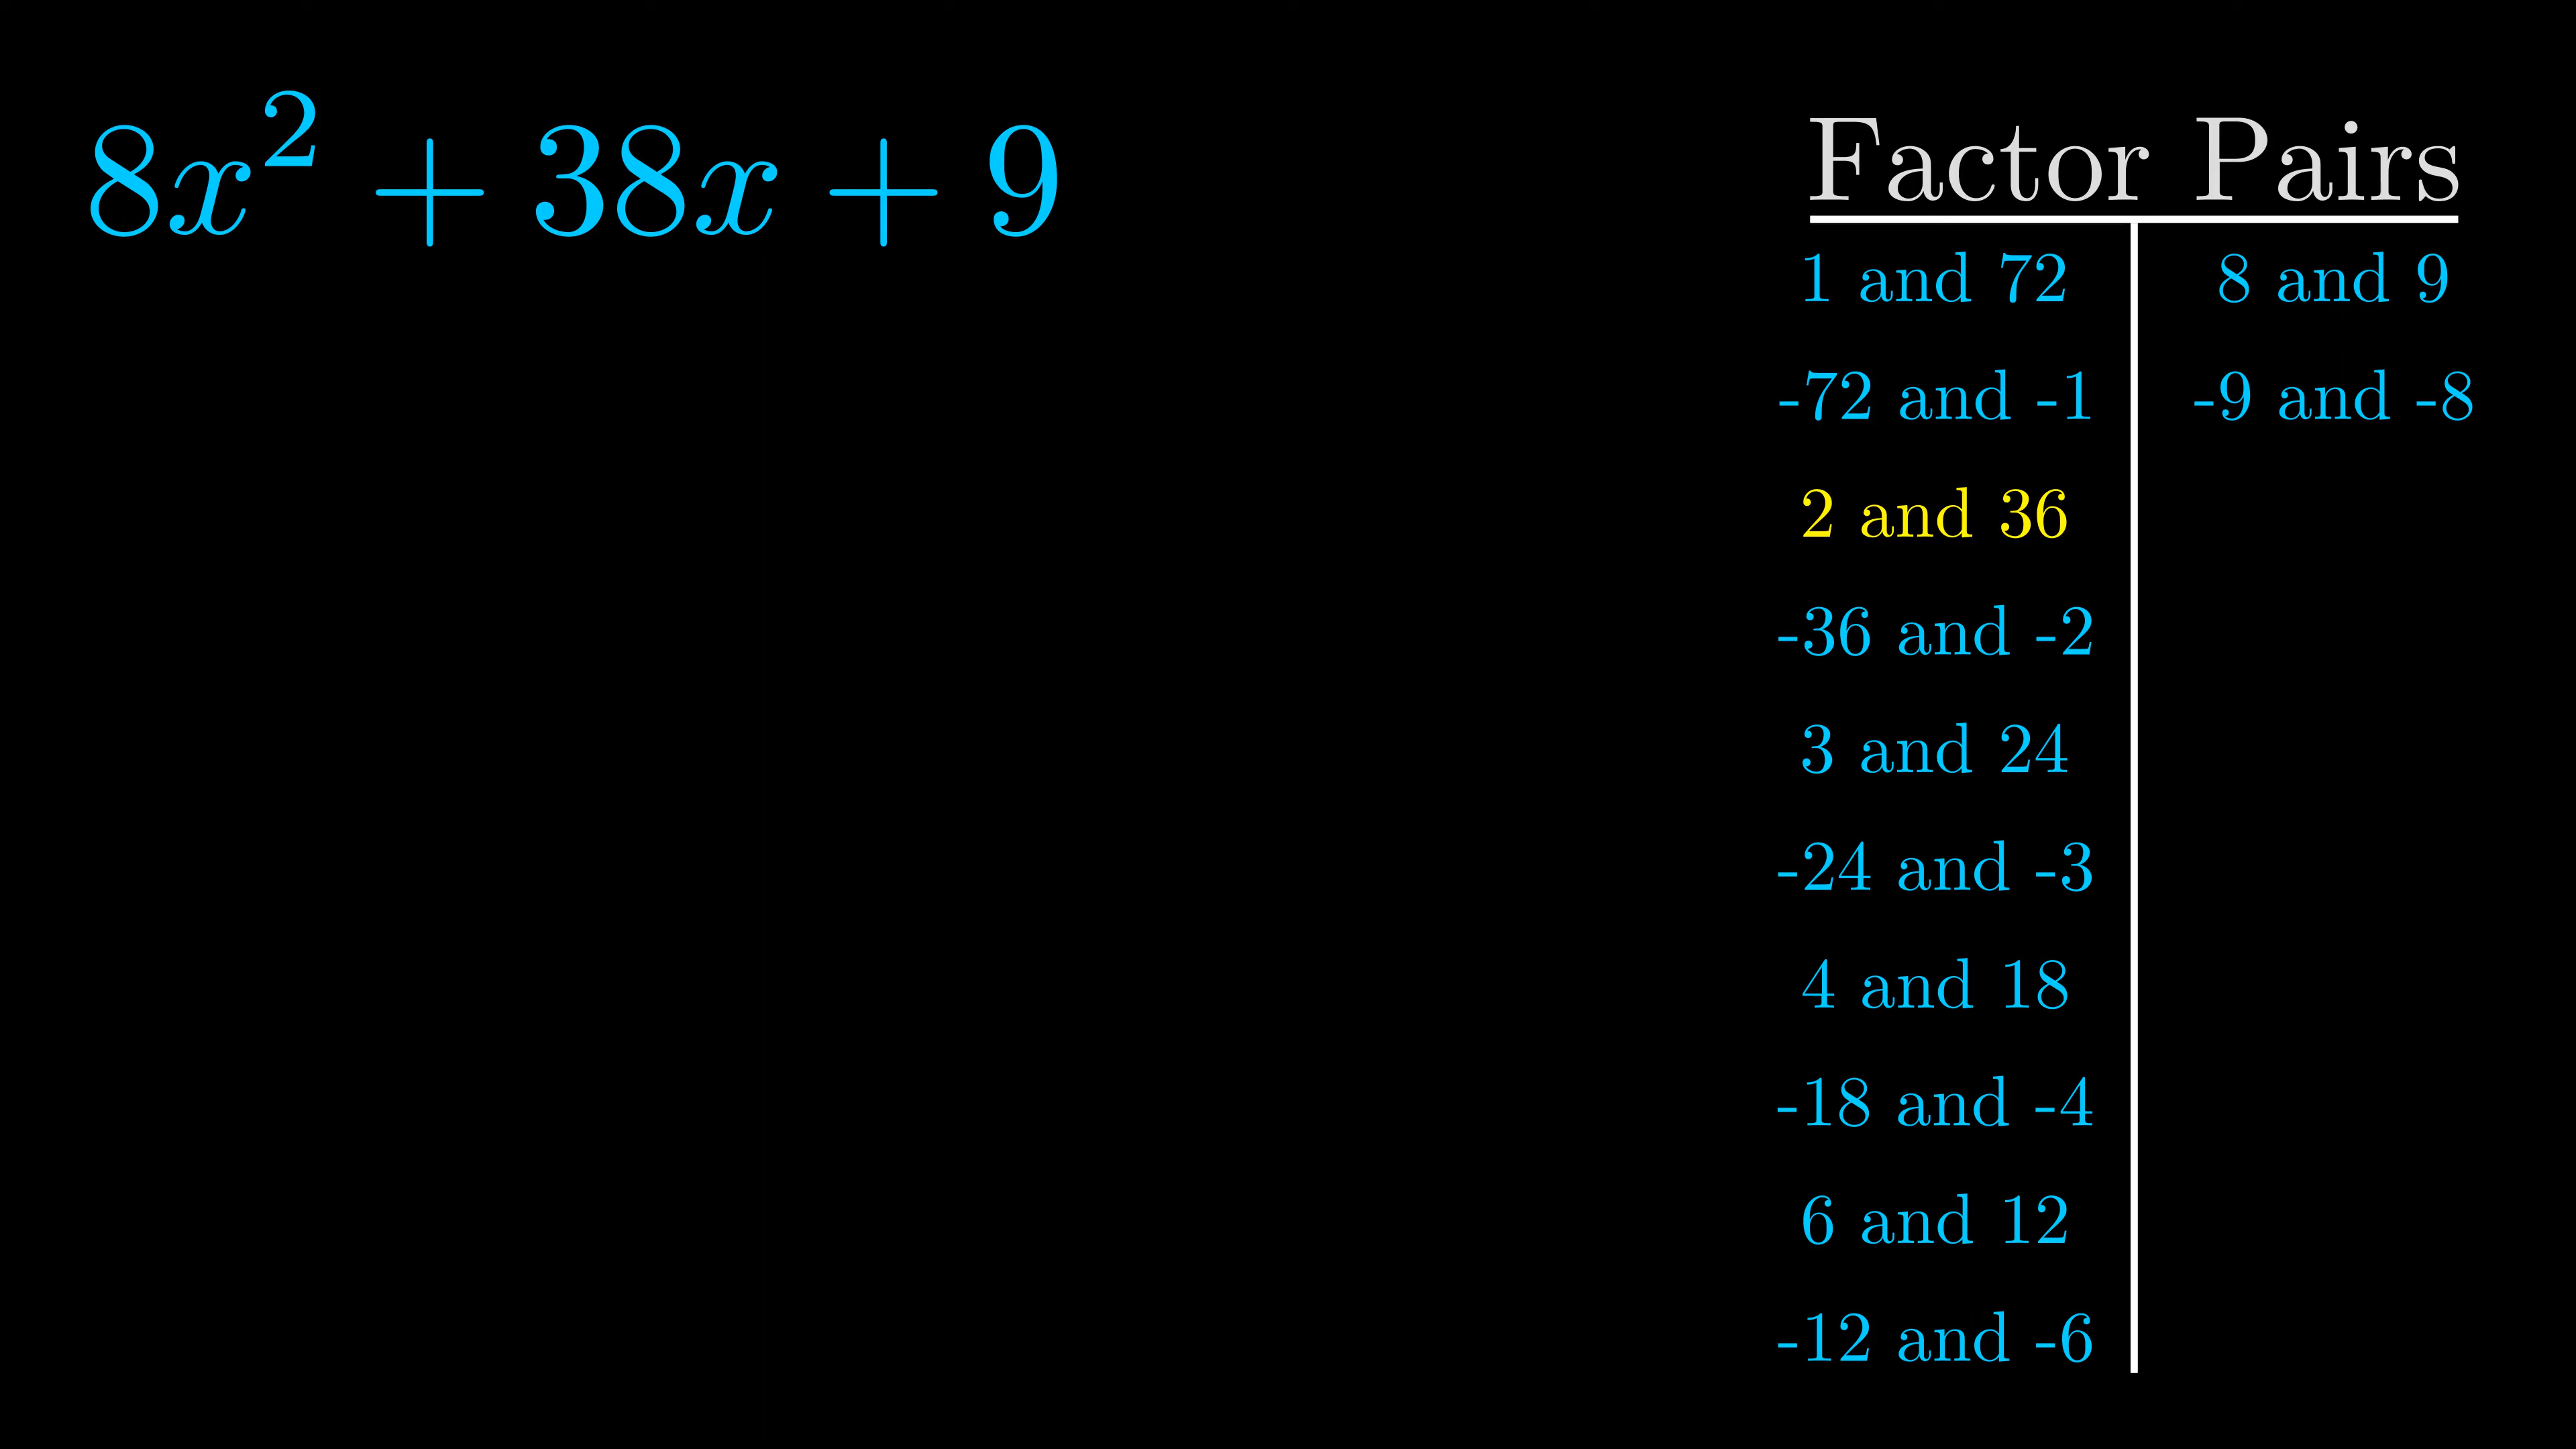 8x² + 38x + 9
Factor Pairs
1 and 72
-72 and -1
2 and 36
-36 and -2
3 and 24
-24 and -3
4 and 18
-18 and -4
6 and 12
-12 and -6
8 and 9
-9 and -8